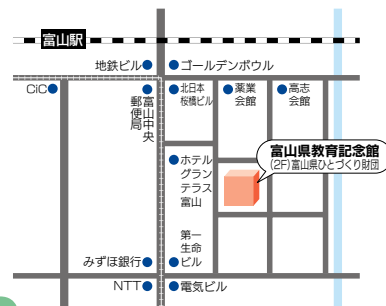 富山駅
地鉄ビル
ゴールデンボウル
CiC
富山中央
郵便局
北日本
桜橋ビル
薬業
会館
高志
会館
富山県教育記念館
(2F)富山県ひとづくり財団
ホテル
グラン
テラス
富山
第一
生命
ビル
みずほ銀行
NTT
電気ビル